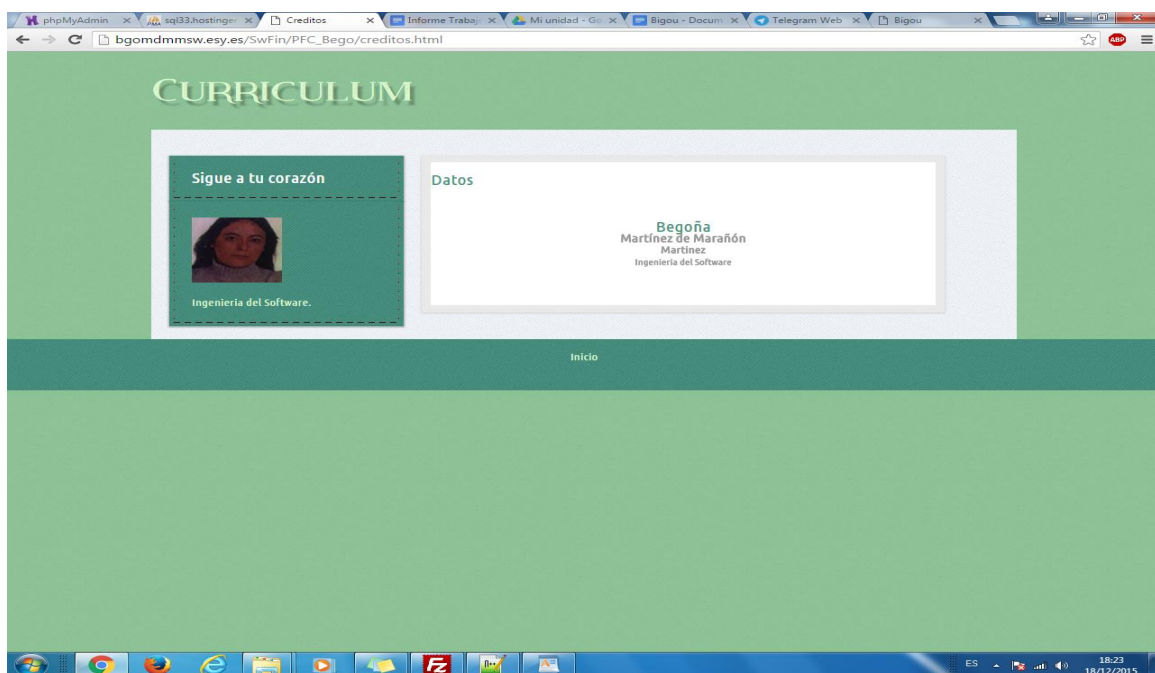 phpMyAdmin
sql33.hostinger
Creditos
Informe Trabaj
Mi unidad - Go
Bigou - Docum
Telegram Web
Bigou
bgomdmmsw.esy.es/SwFin/PFC_Bego/creditos.html
ABP
CURRICULUM
Sigue a tu corazón
Ingenieria del Software.
Datos
Begoña
Martínez de Marañón
Martínez
Ingenieria del Software
Inicio
ES
18:23
18/12/2015